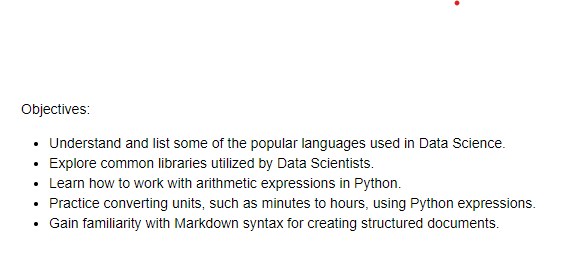 Objectives:
• Understand and list some of the popular languages used in Data Science.
• Explore common libraries utilized by Data Scientists.
• Learn how to work with arithmetic expressions in Python.
• Practice converting units, such as minutes to hours, using Python expressions.
• Gain familiarity with Markdown syntax for creating structured documents.